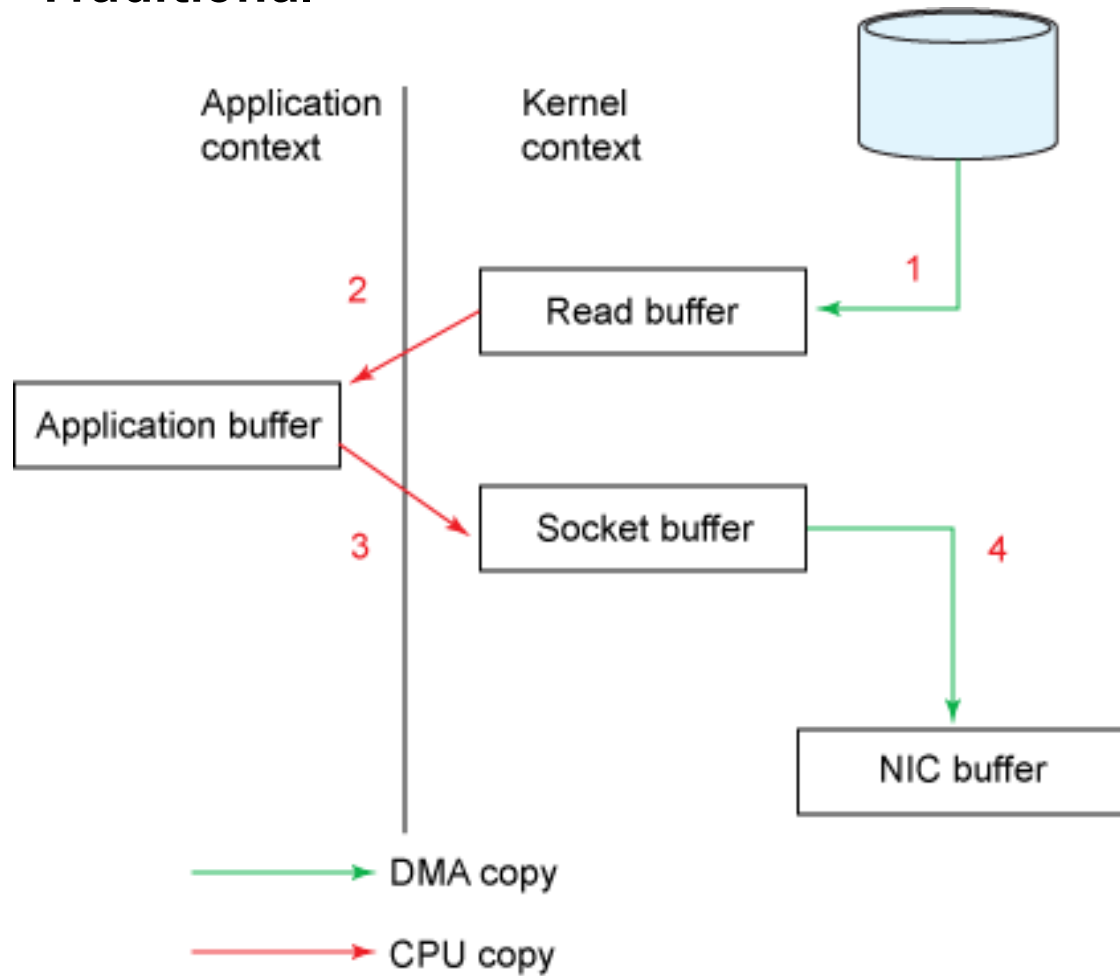 Application
context
Kernel
context
1
2
Read buffer
Application buffer
3
Socket buffer
4
NIC buffer
DMA copy
CPU copy